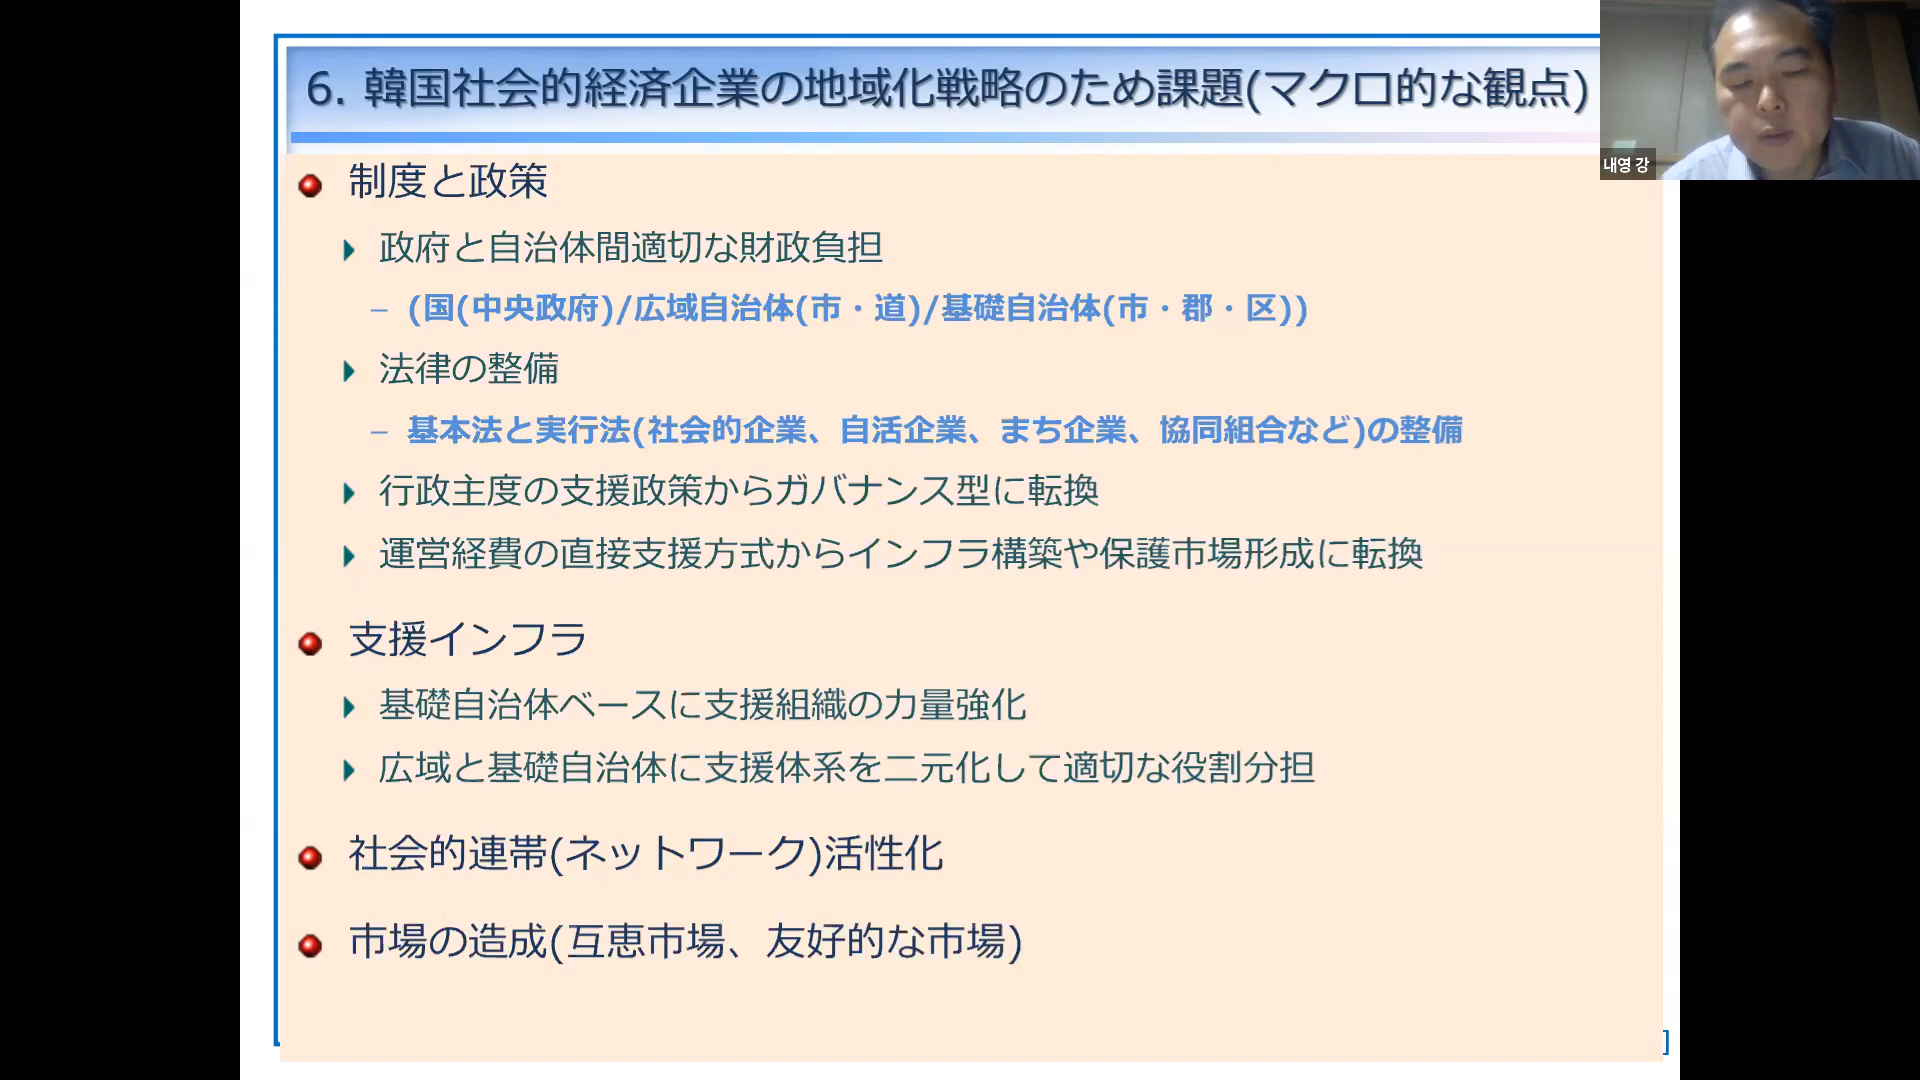 6. 韓国社会的経済企業の地域化戦略のため課題(マクロ的な観点)
내영 강
制度と政策
政府と自治体間適切な財政負担
– (国(中央政府)/広域自治体(市・道)/基礎自治体(市・郡・区))
法律の整備
– 基本法と実行法(社会的企業、自活企業、まち企業、協同組合など)の整備
行政主度の支援政策からガバナンス型に転換
運営経費の直接支援方式からインフラ構築や保護市場形成に転換
支援インフラ
基礎自治体ベースに支援組織の力量強化
広域と基礎自治体に支援体系を二元化して適切な役割分担
社会的連帯(ネットワーク)活性化
市場の造成(互恵市場、友好的な市場)
]